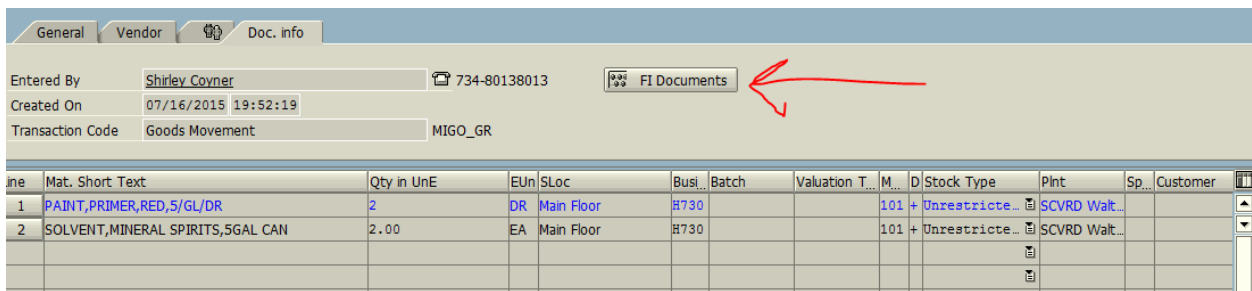 General Vendor Doc. info
Entered By Shirley Coyner 734-80138013 FI Documents
Created On 07/16/2015 19:52:19
Transaction Code Goods Movement MIGO_GR
ine Mat. Short Text Qty in UnE EUn SLoc Busi... Batch Valuation T... M... D Stock Type Plnt Sp... Customer
1 PAINT,PRIMER,RED,5/GL/DR 2 DR Main Floor H730 101 + Unrestricte... SCVRD Walt...
2 SOLVENT,MINERAL SPIRITS,5GAL CAN 2.00 EA Main Floor H730 101 + Unrestricte... SCVRD Walt...